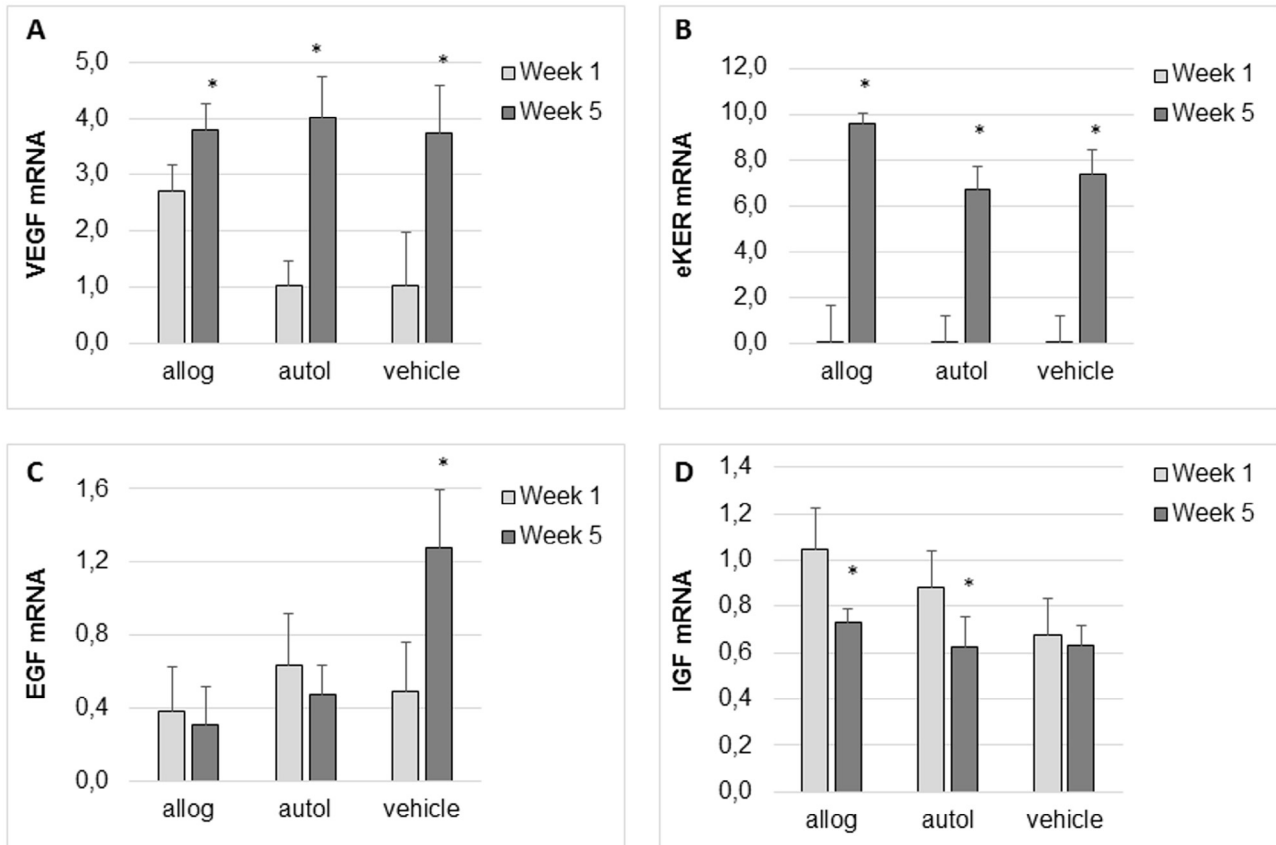 A
VEGF mRNA
5,0
4,0
3,0
2,0
1,0
0,0
*
*
*
allog autol vehicle
Week 1
Week 5
B
eKER mRNA
12,0
10,0
8,0
6,0
4,0
2,0
0,0
*
*
*
allog autol vehicle
Week 1
Week 5
C
EGF mRNA
1,6
1,2
0,8
0,4
0,0
*
allog autol vehicle
Week 1
Week 5
D
IGF mRNA
1,4
1,2
1,0
0,8
0,6
0,4
0,2
0,0
*
*
allog autol vehicle
Week 1
Week 5